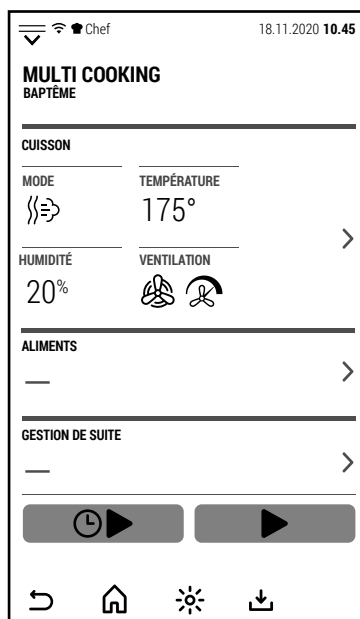 Chef 18.11.2020 10.45
MULTI COOKING
BAPTÊME
CUISSON
MODE TEMPÉRATURE
175°
HUMIDITÉ VENTILATION
20%
ALIMENTS
—
GESTION DE SUITE
—